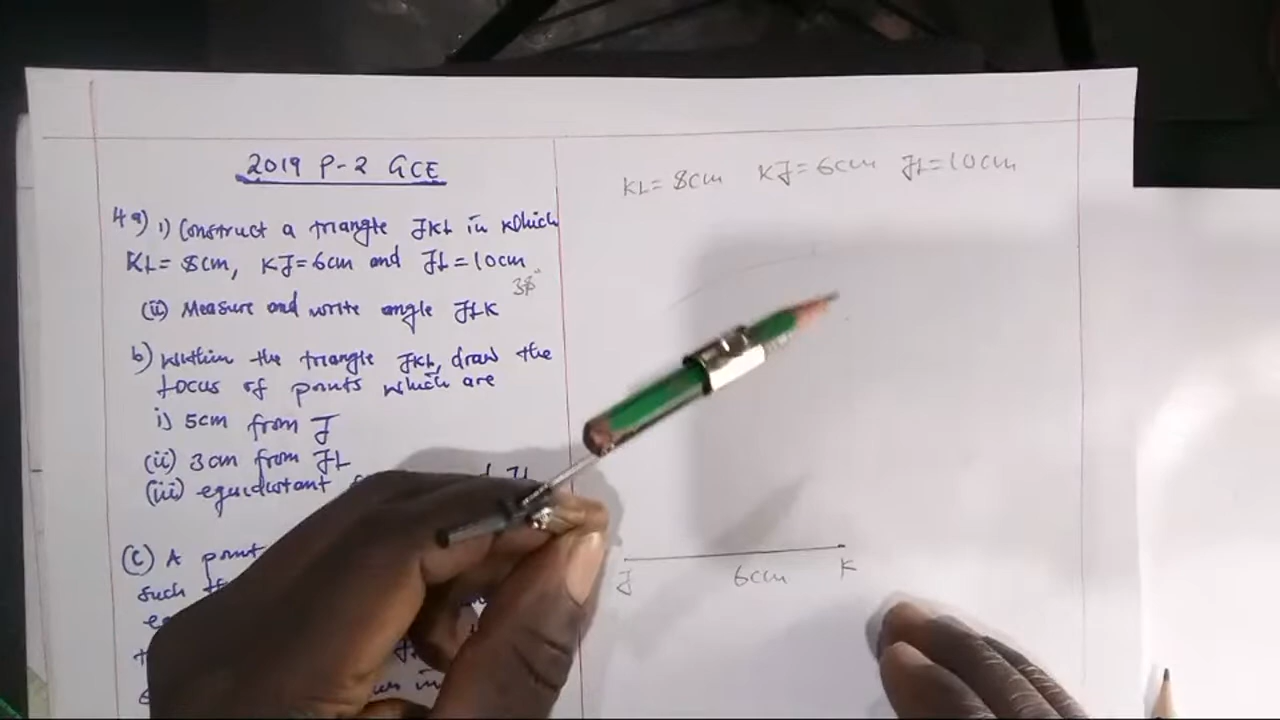 2019 P-2 GCE
4a) i) Construct a triangle JKL in which
KL = 8cm, KJ = 6cm and JL = 10cm
38°
(ii) Measure and write angle JLK
b) Within the triangle JKL, draw the
locus of points which are
i) 5cm from J
(ii) 3cm from JL
(iii) equidistant
(c) A point
such
KL = 8cm KJ = 6cm JL = 10cm
J 6cm K